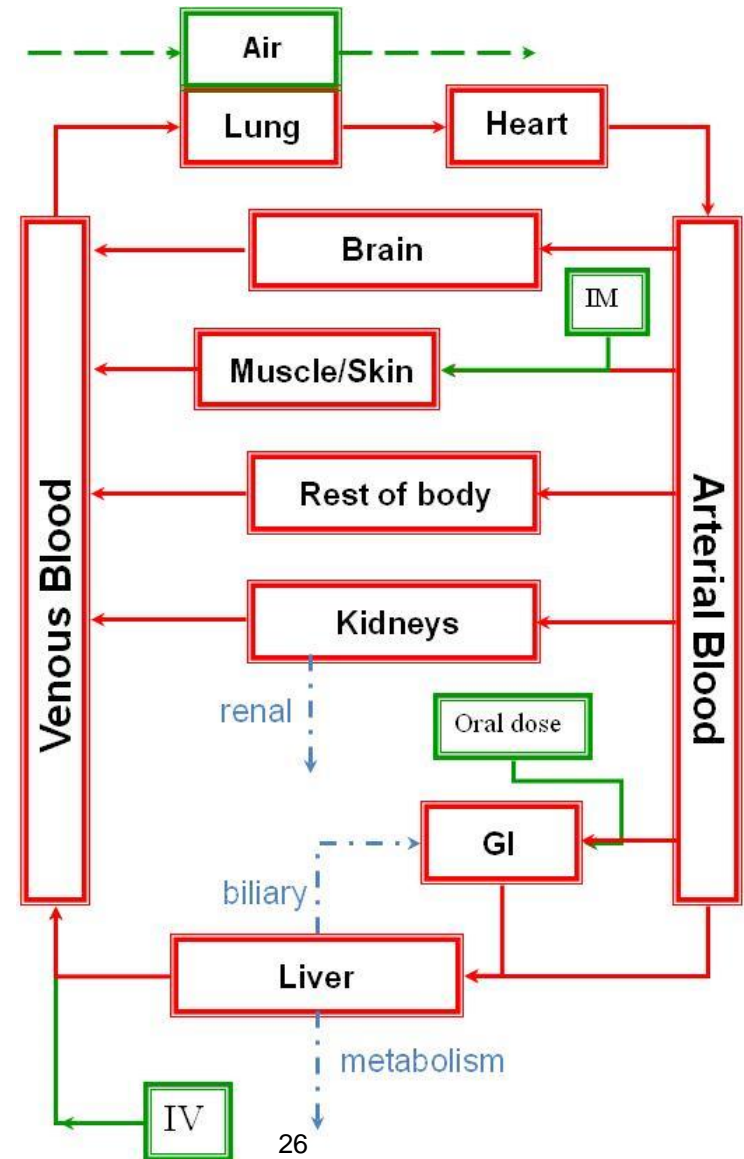 Air
Lung
Heart
Brain
IM
Muscle/Skin
Venous Blood
Rest of body
Arterial Blood
Kidneys
renal
Oral dose
GI
biliary
Liver
metabolism
IV
26